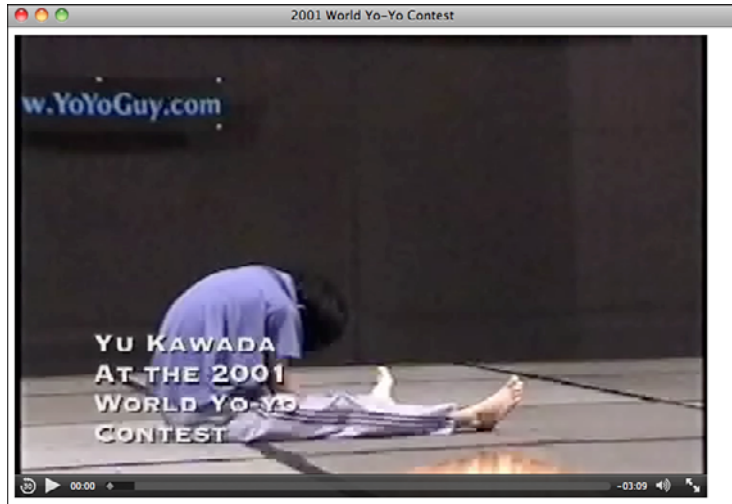 2001 World Yo-Yo Contest
w.YoYoGuy.com
YU KAWADA
AT THE 2001
WORLD YO-YO
CONTEST
30
00:00
-03:09